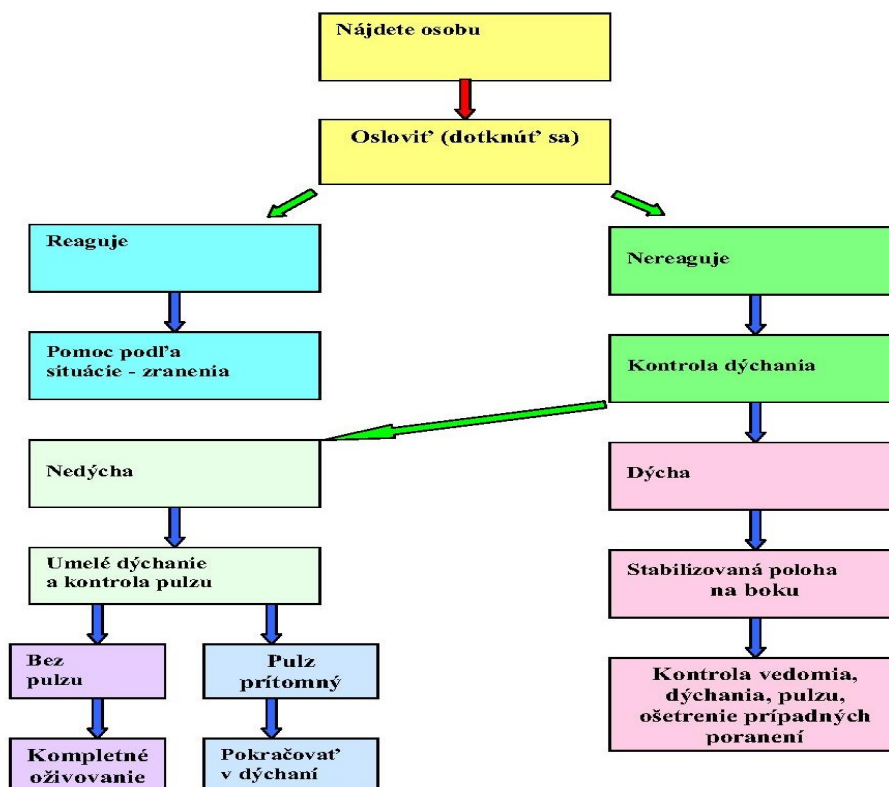 Nájdete osobu
Osloviť (dotknúť sa)
Reaguje
Nereaguje
Pomoc podľa
situácie - zranenia
Kontrola dýchania
Nedýcha
Dýcha
Umelé dýchanie
a kontrola pulzu
Stabilizovaná poloha
na boku
Bez
pulzu
Pulz
prítomný
Kontrola vedomia,
dýchania, pulzu,
ošetrenie prípadných
poranení
Kompletné
oživovanie
Pokračovať
v dýchaní